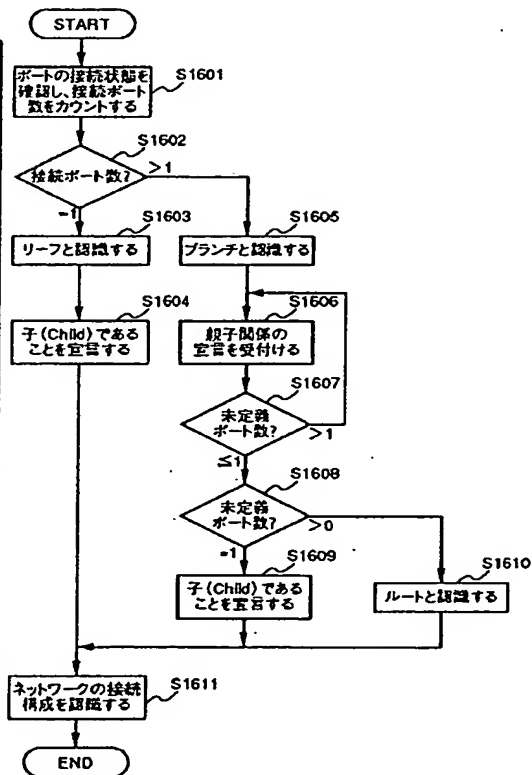 START
ポートの接続状態を
確認し、接続ポート
数をカウントする
S1601
S1602
接続ポート数?
>1
=1
S1603
リーフと認識する
S1605
ブランチと認識する
S1604
子(Child)である
ことを宣言する
S1606
親子関係の
宣言を受付ける
S1607
未定義
ポート数?
>1
≦1
S1608
未定義
ポート数?
>0
=1
S1609
子(Child)である
ことを宣言する
S1610
ルートと認識する
ネットワークの接続
構成を認識する
S1611
END